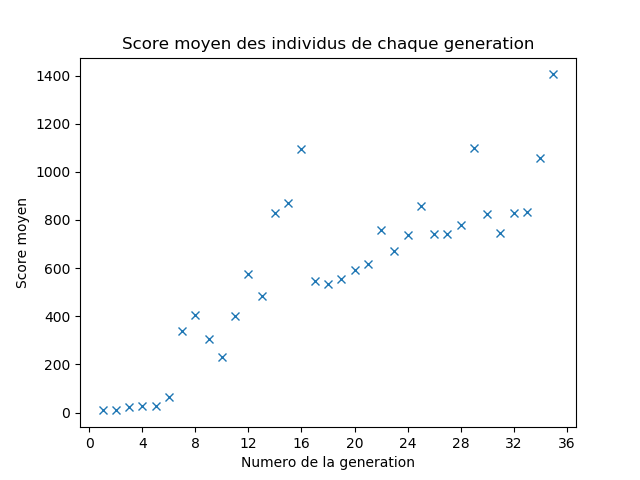 Score moyen des individus de chaque generation
1400
1200
1000
800
600
400
200
0
Score moyen
0 4 8 12 16 20 24 28 32 36
Numero de la generation